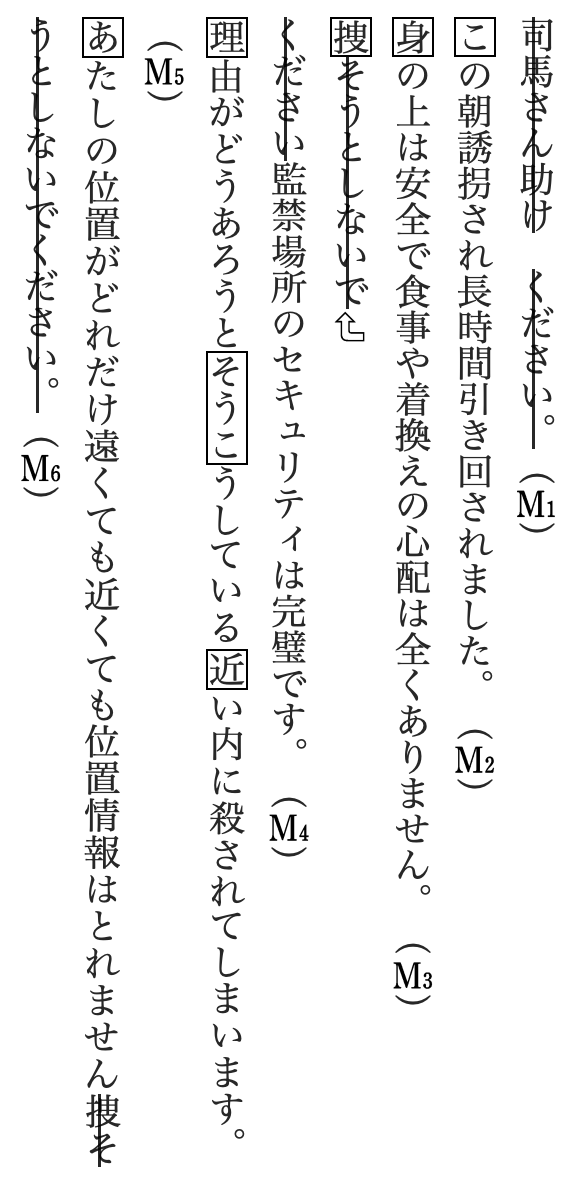 司馬さん助け　ください。（M1）
この朝誘拐され長時間引き回されました。（M2）
身の上は安全で食事や着換えの心配は全くありません。（M3）
捜そうとしないで
ください監禁場所のセキュリティは完璧です。（M4）
理由がどうあろうとそうこうしている近い内に殺されてしまいます。
（M5）
あたしの位置がどれだけ遠くても近くても位置情報はとれません捜そ
うとしないでください。（M6）